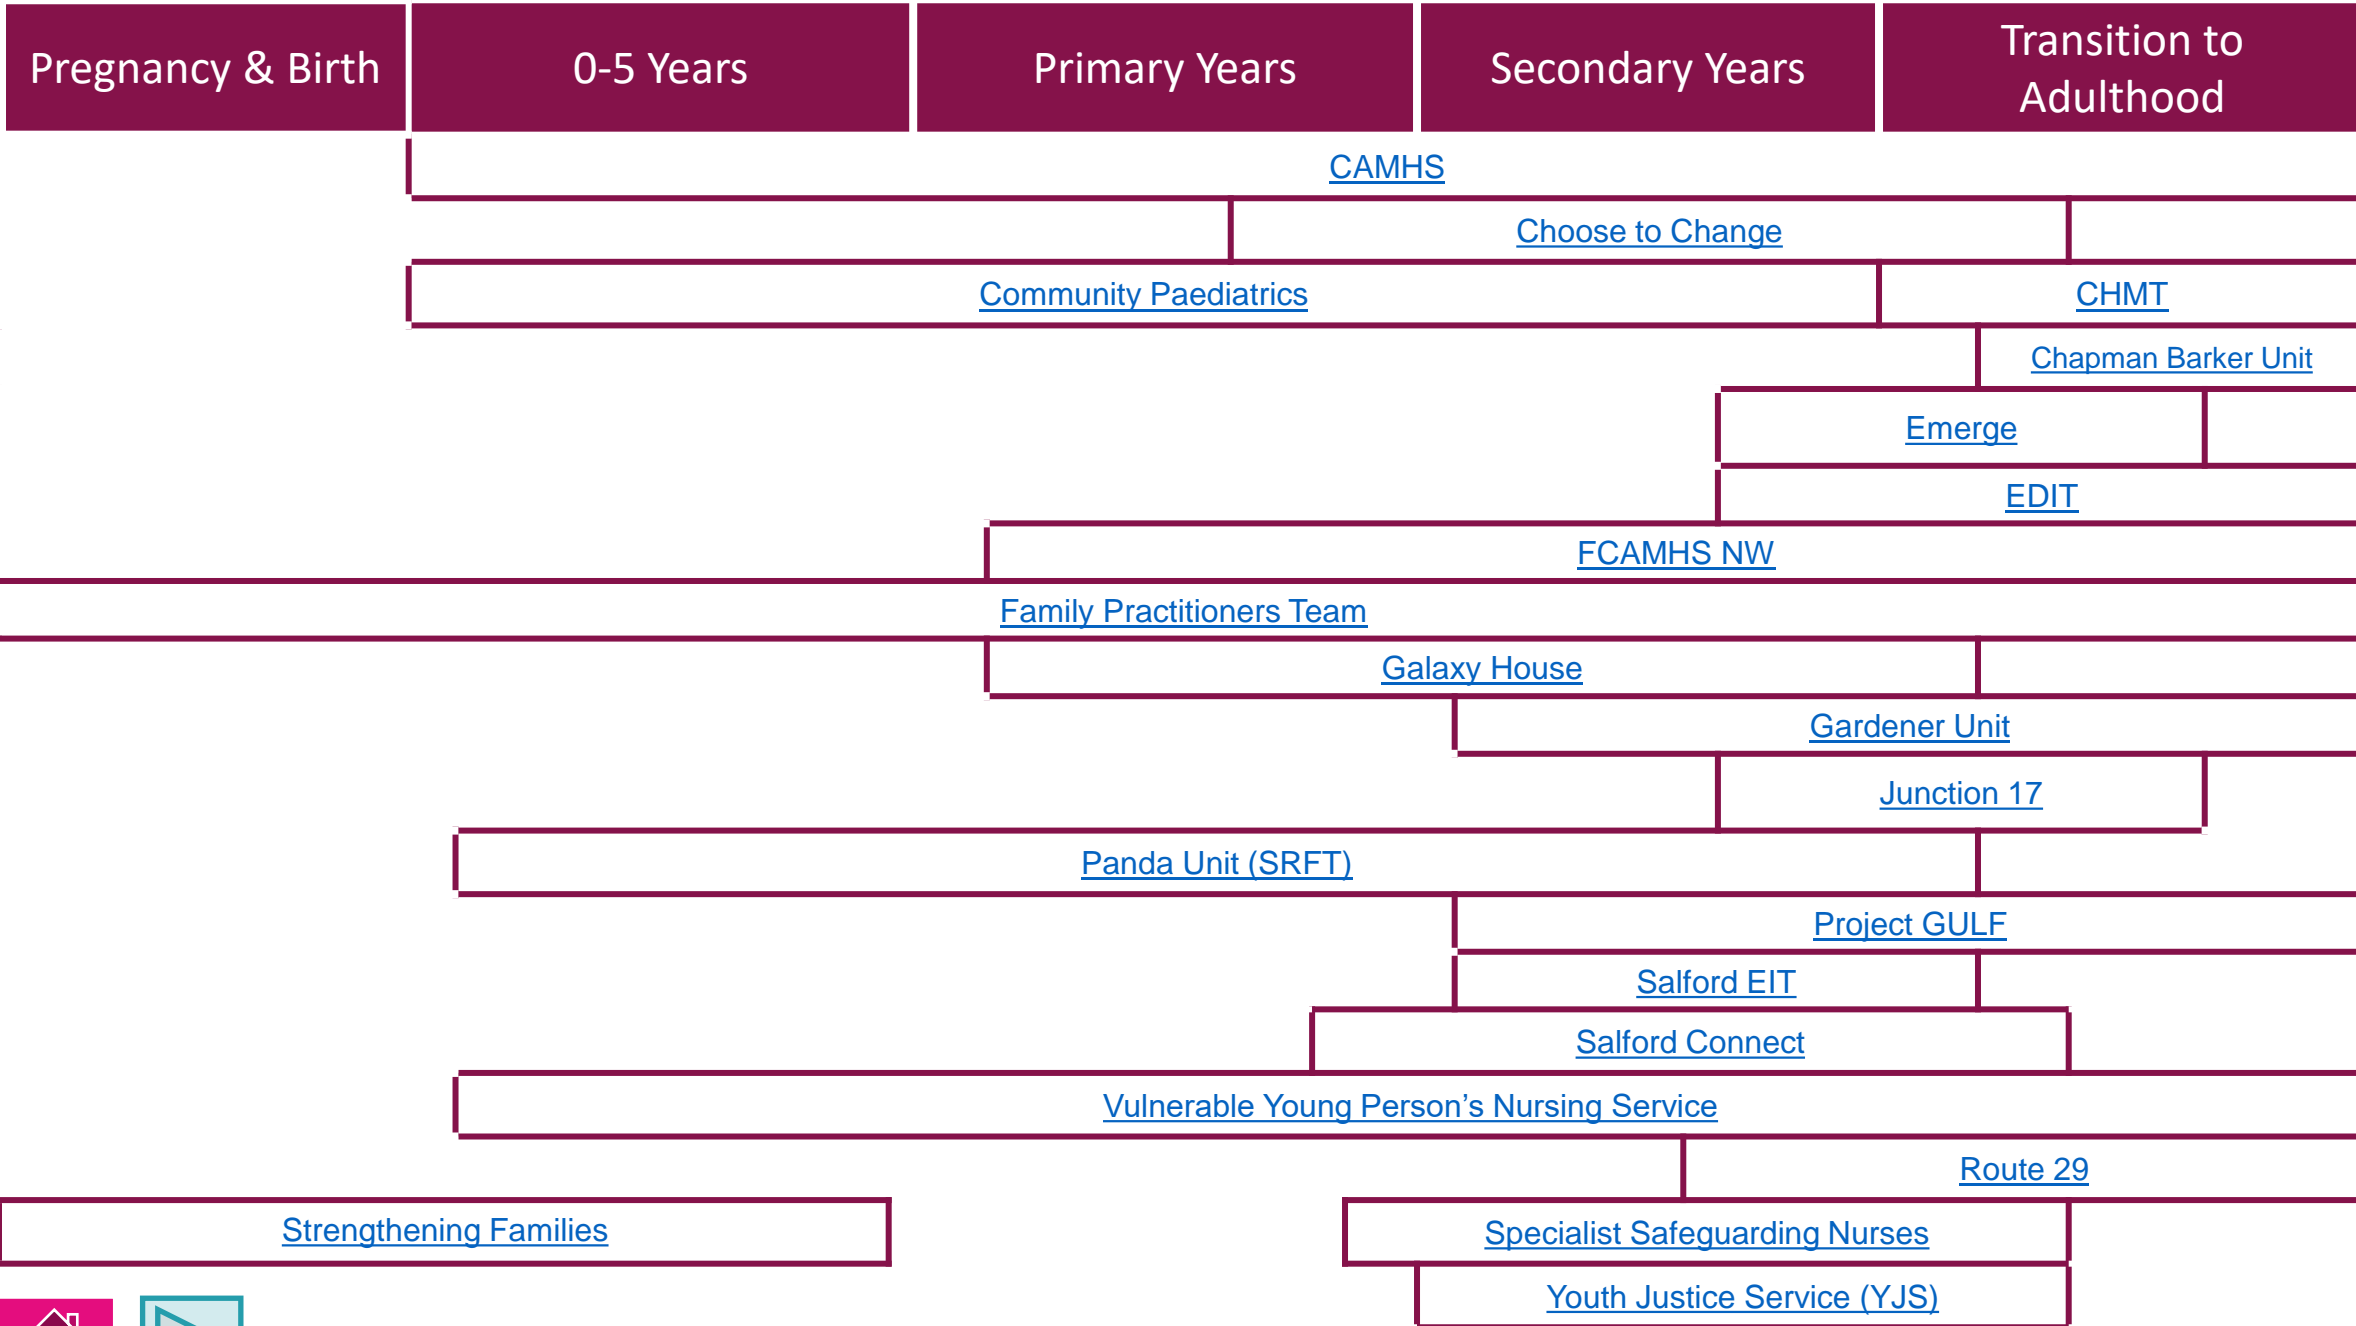 Pregnancy & Birth
0-5 Years
Primary Years
Secondary Years
Transition to
Adulthood
CAMHS
Choose to Change
Community Paediatrics
CHMT
Chapman Barker Unit
Emerge
EDIT
FCAMHS NW
Family Practitioners Team
Galaxy House
Gardener Unit
Junction 17
Panda Unit (SRFT)
Project GULF
Salford EIT
Salford Connect
Vulnerable Young Person’s Nursing Service
Route 29
Strengthening Families
Specialist Safeguarding Nurses
Youth Justice Service (YJS)